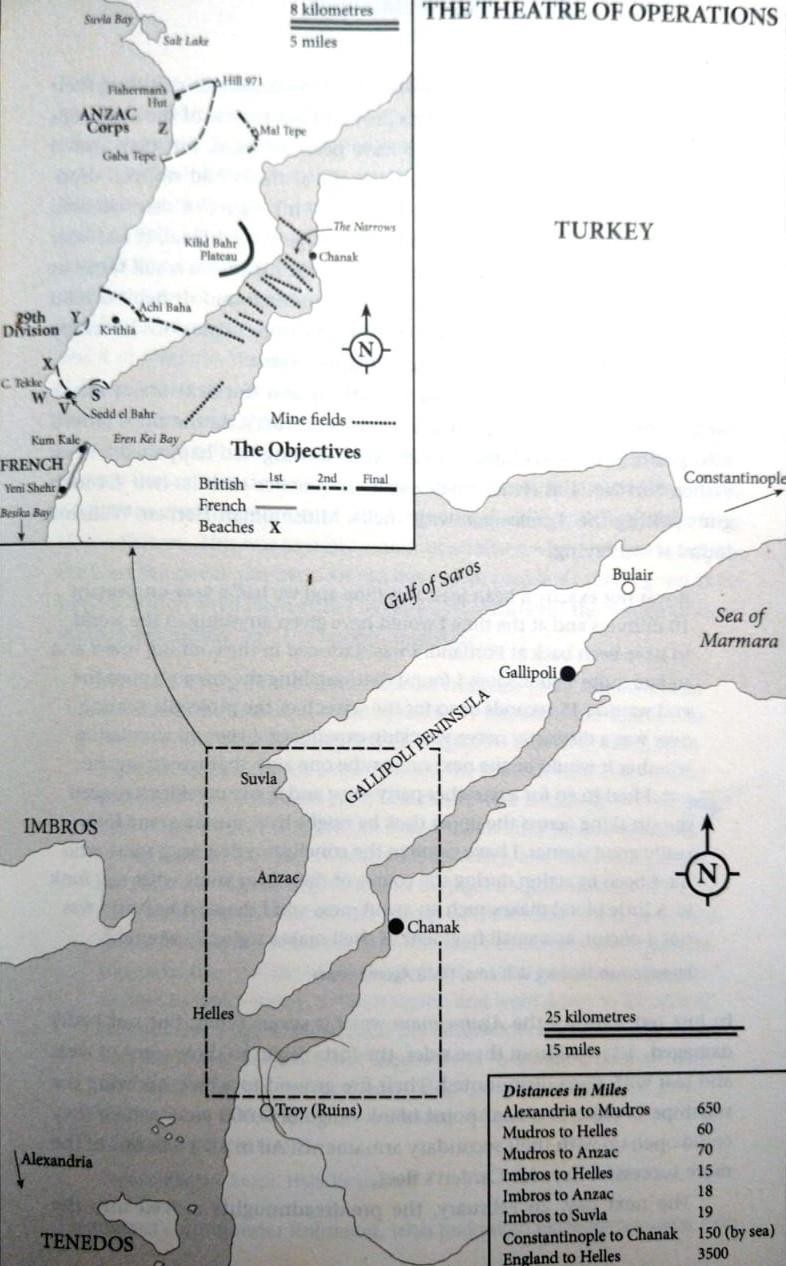 THE THEATRE OF OPERATIONS
8 kilometres
5 miles
Suvla Bay
Salt Lake
Hill 971
Fisherman's
Hut
ANZAC
Corps
Z
Mal Tepe
Gaba Tepe
The Narrows
Kilid Bahr
Plateau
Chanak
Achi Baba
29th
Division
Y
Krithia
N
X
C. Tekke
W
V
S
Sedd el Bahr
Mine fields
Kum Kale
Eren Kei Bay
The Objectives
FRENCH
Yeni Shehr
Besika Bay
1st
2nd
Final
British
French
Beaches X
TURKEY
Constantinople
Gulf of Saros
Bulair
Sea of
Marmara
Gallipoli
GALLIPOLI PENINSULA
Suvla
IMBROS
Anzac
N
Chanak
Helles
25 kilometres
15 miles
Troy (Ruins)
Alexandria
TENEDOS
Distances in Miles
Alexandria to Mudros 650
Mudros to Helles 60
Mudros to Anzac 70
Imbros to Helles 15
Imbros to Anzac 18
Imbros to Suvla 19
Constantinople to Chanak 150 (by sea)
England to Helles 3500